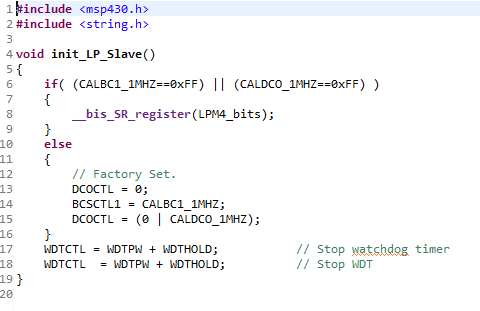 1 #include <msp430.h>
2 #include <string.h>
3
4 void init_LP_Slave()
5 {
6     if( (CALBC1_1MHZ==0xFF) || (CALDCO_1MHZ==0xFF) )
7     {
8         __bis_SR_register(LPM4_bits);
9     }
10     else
11     {
12         // Factory Set.
13         DCOCTL = 0;
14         BCSCTL1 = CALBC1_1MHZ;
15         DCOCTL = (0 | CALDCO_1MHZ);
16     }
17     WDTCTL = WDTPW + WDTHOLD;           // Stop watchdog timer
18     WDTCTL  = WDTPW + WDTHOLD;          // Stop WDT
19 }
20